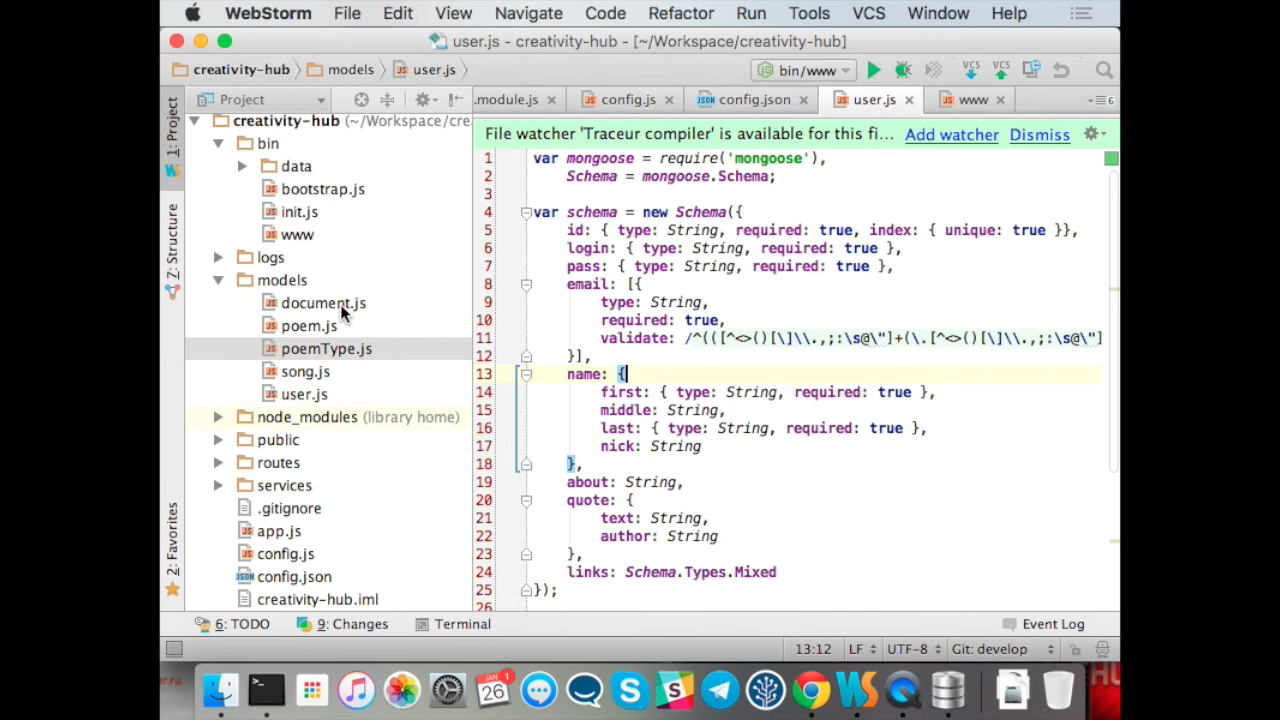 WebStorm File Edit View Navigate Code Refactor Run Tools VCS Window Help
user.js - creativity-hub - [~/Workspace/creativity-hub]
creativity-hub models user.js bin/www VCS VCS
1: Project
7: Structure
2: Favorites
Project
creativity-hub (~/Workspace/crea
bin
data
bootstrap.js
init.js
www
logs
models
document.js
poem.js
poemType.js
song.js
user.js
node_modules (library home)
public
routes
services
.gitignore
app.js
config.js
config.json
creativity-hub.iml
.module.js config.js config.json user.js www 6
File watcher 'Traceur compiler' is available for this fi... Add watcher Dismiss
1 var mongoose = require('mongoose'),
2 Schema = mongoose.Schema;
3
4 var schema = new Schema({
5 id: { type: String, required: true, index: { unique: true }},
6 login: { type: String, required: true },
7 pass: { type: String, required: true },
8 email: [{
9 type: String,
10 required: true,
11 validate: /^(([^<>()[\]\\.,;:\s@\"]+(\.[^<>()[\]\\.,;:\s@\"]
12 }],
13 name: {
14 first: { type: String, required: true },
15 middle: String,
16 last: { type: String, required: true },
17 nick: String
18 },
19 about: String,
20 quote: {
21 text: String,
22 author: String
23 },
24 links: Schema.Types.Mixed
25 });
26
6: TODO 9: Changes Terminal Event Log
13:12 LF UTF-8 Git: develop
JAN 1
26